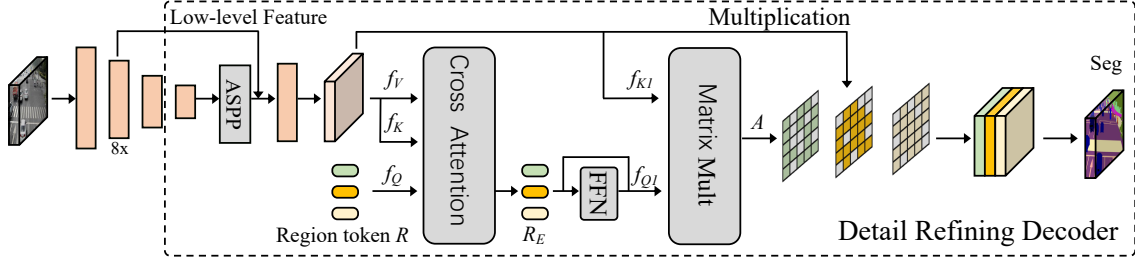 Low-level Feature
Multiplication
8x
ASPP
f_V
f_K
f_Q
Cross Attention
Region token R
R_E
FFN
f_K1
f_Q1
Matrix Mult
A
Seg
Detail Refining Decoder